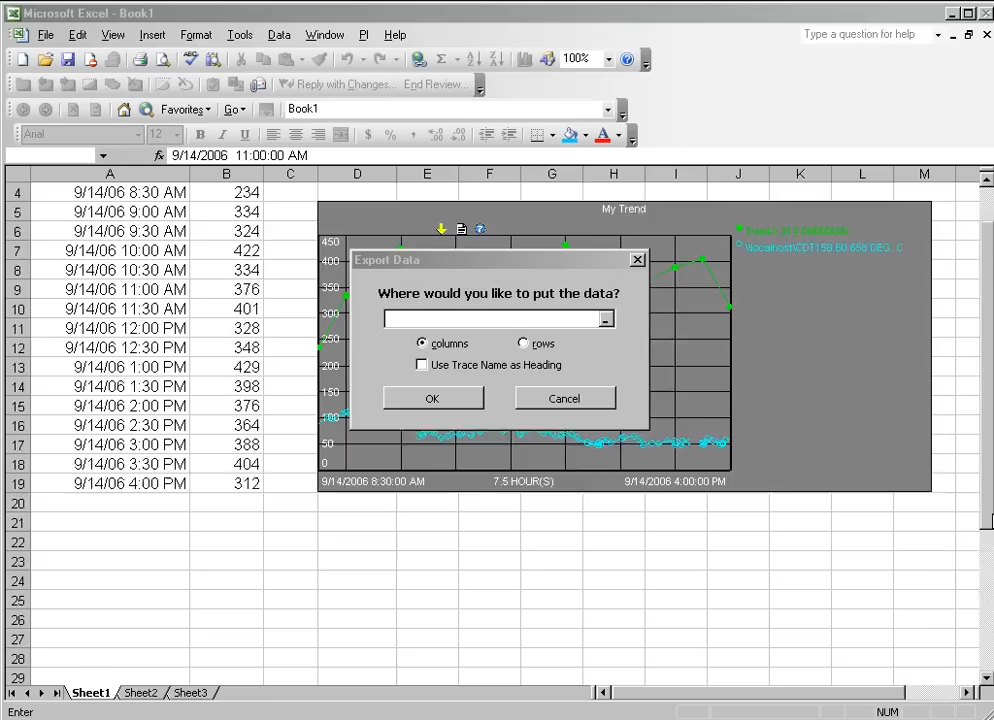 Microsoft Excel - Book1
File Edit View Insert Format Tools Data Window PI Help Type a question for help
100%
Reply with Changes... End Review...
Favorites Go Book1
Arial 12 B I U $ % ,
fx 9/14/2006 11:00:00 AM
A B C D E F G H I J K L M
4 9/14/06 8:30 AM 234
5 9/14/06 9:00 AM 334
6 9/14/06 9:30 AM 324
7 9/14/06 10:00 AM 422
8 9/14/06 10:30 AM 334
9 9/14/06 11:00 AM 376
10 9/14/06 11:30 AM 401
11 9/14/06 12:00 PM 328
12 9/14/06 12:30 PM 348
13 9/14/06 1:00 PM 429
14 9/14/06 1:30 PM 398
15 9/14/06 2:00 PM 376
16 9/14/06 2:30 PM 364
17 9/14/06 3:00 PM 388
18 9/14/06 3:30 PM 404
19 9/14/06 4:00 PM 312
20
21
22
23
24
25
26
27
28
29
My Trend
450
400
350
300
250
200
150
100
50
0
DEG. C
9/14/2006 8:30:00 AM 7.5 HOUR(S) 9/14/2006 4:00:00 PM
Export Data
Where would you like to put the data?
columns rows
Use Trace Name as Heading
OK Cancel
Sheet1 Sheet2 Sheet3
Enter NUM